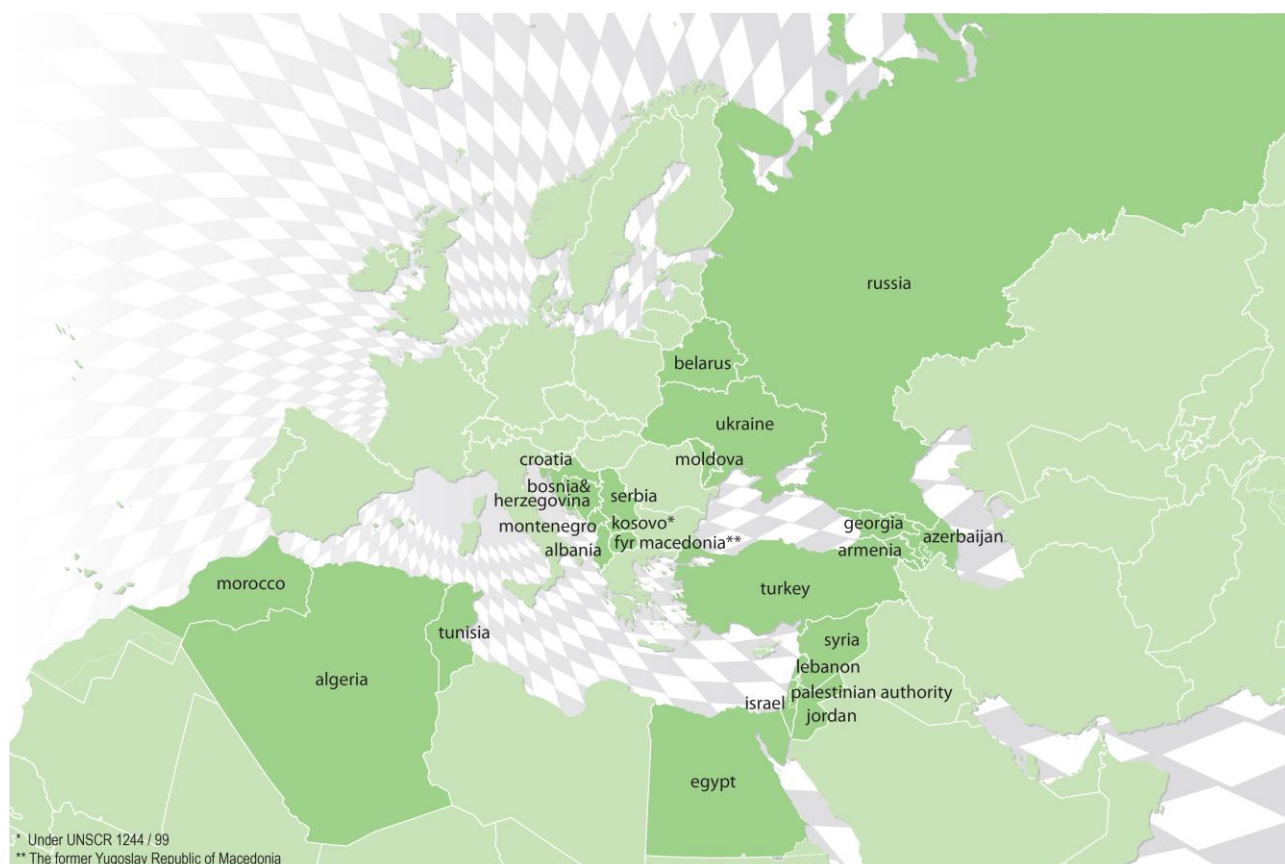 russia
belarus
ukraine
moldova
croatia
bosnia&
herzegovina
serbia
montenegro
kosovo*
albania
fyr macedonia**
georgia
armenia
azerbaijan
turkey
morocco
tunisia
algeria
syria
lebanon
palestinian authority
israel
jordan
egypt
* Under UNSCR 1244 / 99
** The former Yugoslav Republic of Macedonia